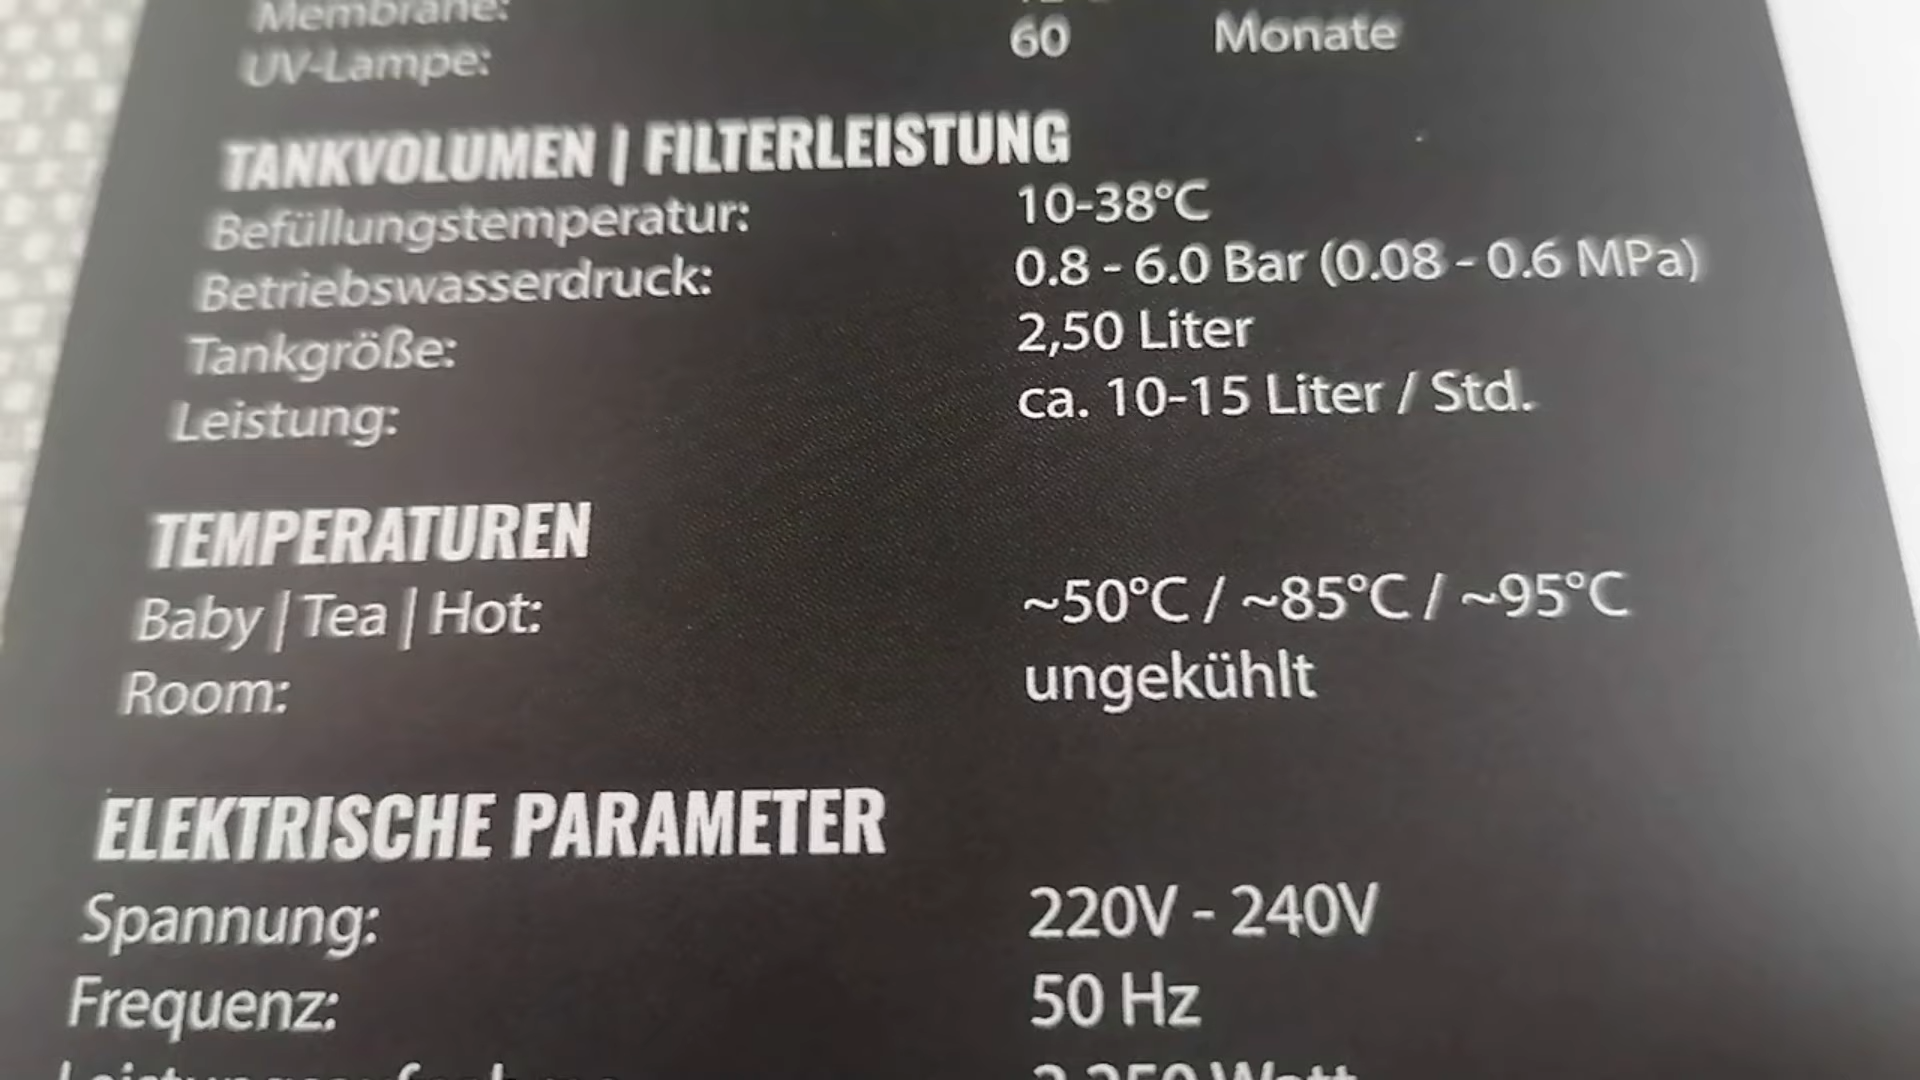 Membrane:
UV-Lampe: 60 Monate
TANKVOLUMEN | FILTERLEISTUNG
Befüllungstemperatur: 10-38°C
Betriebswasserdruck: 0.8 - 6.0 Bar (0.08 - 0.6 MPa)
Tankgröße: 2,50 Liter
Leistung: ca. 10-15 Liter / Std.
TEMPERATUREN
Baby | Tea | Hot: ~50°C / ~85°C / ~95°C
Room: ungekühlt
ELEKTRISCHE PARAMETER
Spannung: 220V - 240V
Frequenz: 50 Hz